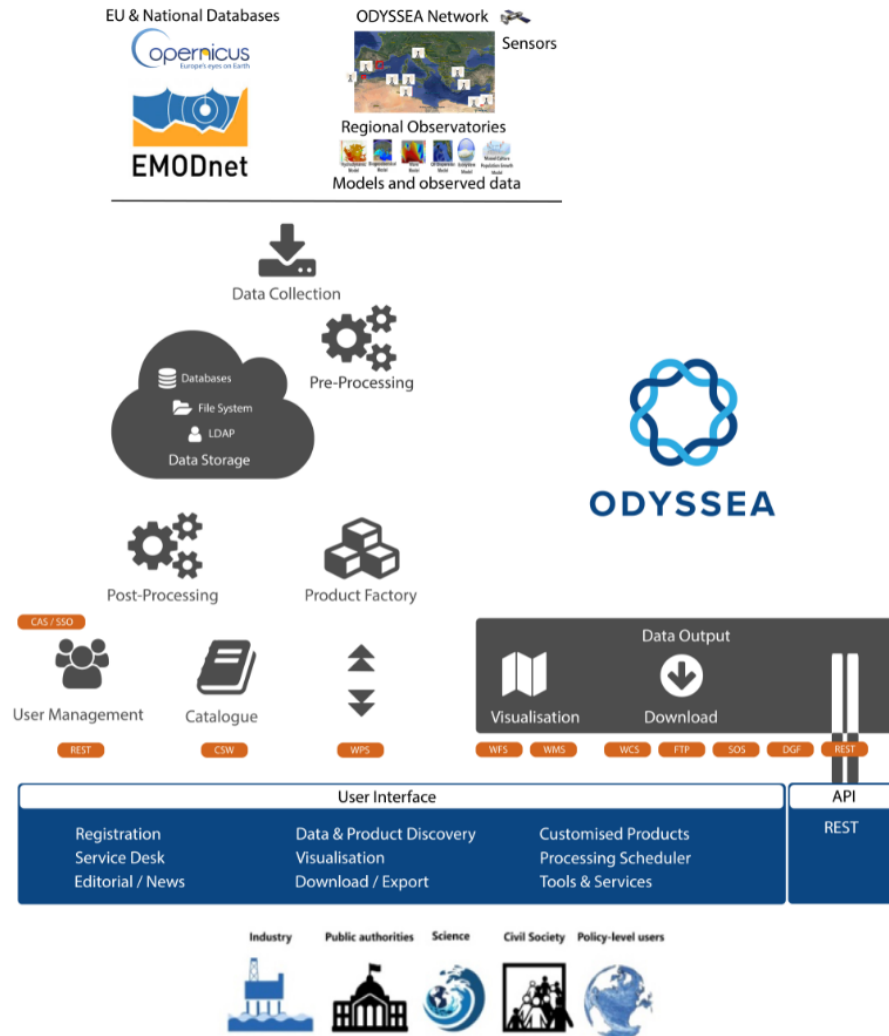 EU & National Databases
ODYSSEA Network
Sensors
opernicus
Europe's eyes on Earth
EMODnet
Regional Observatories
Models and observed data
Data Collection
Pre-Processing
Databases
File System
LDAP
Data Storage
ODYSSEA
Post-Processing
Product Factory
CAS / SSO
Data Output
User Management
Catalogue
Visualisation
Download
REST
CSW
WPS
WFS
WMS
WCS
FTP
SOS
DGF
REST
User Interface
API
Registration
Data & Product Discovery
Customised Products
REST
Service Desk
Visualisation
Processing Scheduler
Editorial / News
Download / Export
Tools & Services
Industry
Public authorities
Science
Civil Society
Policy-level users